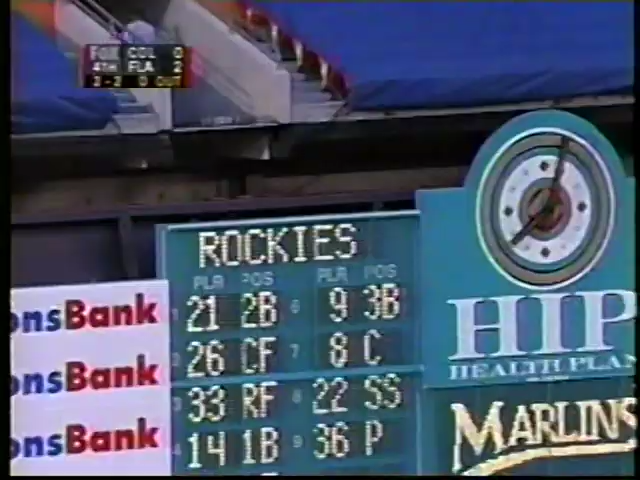 FOX COL 0
4TH FLA 2
0 OUT
ROCKIES
PLR POS PLR POS
1 21 2B 6 9 3B
2 26 CF 7 8 C
3 33 RF 8 22 SS
4 14 1B 9 36 P
onsBank
onsBank
onsBank
HIP
HEALTH PLAN
MARLINS